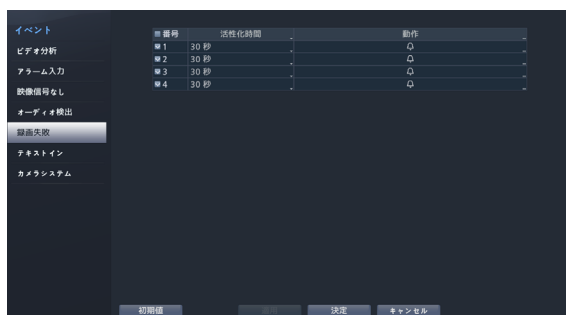 イベント
ビデオ分析
アラーム入力
映像信号なし
オーディオ検出
録画失敗
テキストイン
カメラシステム
番号 活性化時間 動作
1 30 秒
2 30 秒
3 30 秒
4 30 秒
初期値 決定 キャンセル